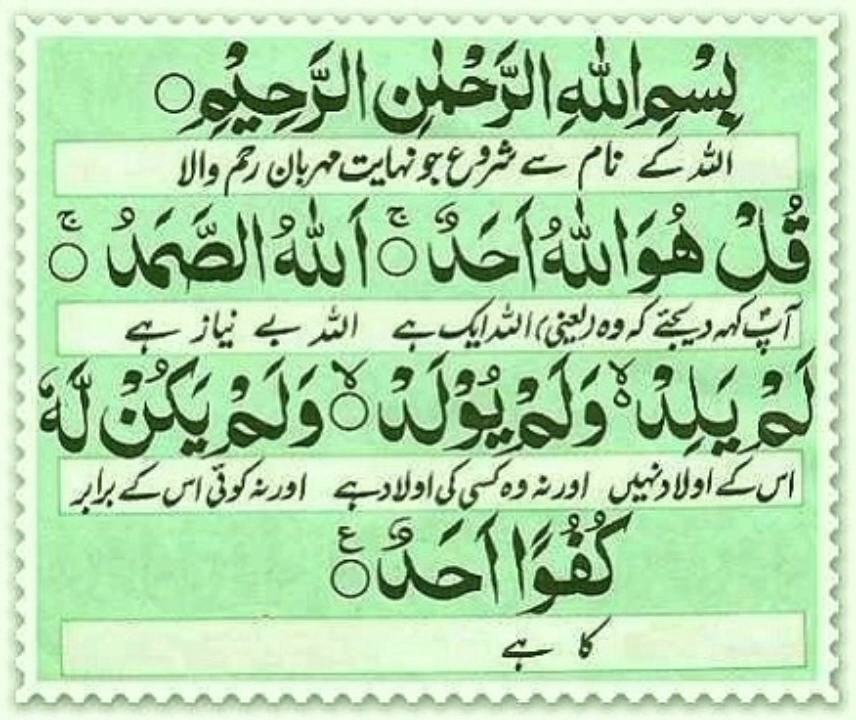 بِسْمِ اللّٰهِ الرَّحْمٰنِ الرَّحِيْمِ ۝
اللہ کے نام سے شروع جو نہایت مہربان رحم والا
قُلْ هُوَ اللّٰهُ اَحَدٌ ۝ۚ اَللّٰهُ الصَّمَدُ ۝ۚ
آپؐ کہہ دیجئے کہ وہ (یعنی) اللہ ایک ہے اللہ بے نیاز ہے
لَمْ يَلِدْ ۙ۬ وَلَمْ يُوْلَدْ ۝ۙ وَلَمْ يَكُنْ لَّهٗ
اس کے اولاد نہیں اور نہ وہ کسی کی اولاد ہے اور نہ کوئی اس کے برابر
كُفُوًا اَحَدٌ ۝ع
کا ہے